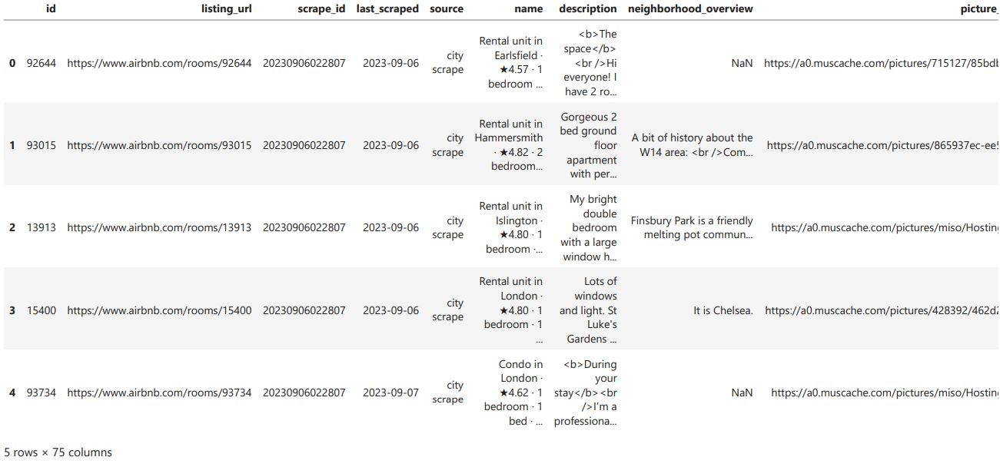 id listing_url scrape_id last_scraped source name description neighborhood_overview picture_
0 92644 https://www.airbnb.com/rooms/92644 20230906022807 2023-09-06 city scrape Rental unit in Earlsfield · ★4.57 · 1 bedroom ... <b>The space</b><br />Hi everyone! I have 2 ro... NaN https://a0.muscache.com/pictures/715127/85bdb
1 93015 https://www.airbnb.com/rooms/93015 20230906022807 2023-09-06 city scrape Rental unit in Hammersmith · ★4.82 · 2 bedroom... Gorgeous 2 bed ground floor apartment with per... A bit of history about the W14 area: <br />Com... https://a0.muscache.com/pictures/865937ec-ee5
2 13913 https://www.airbnb.com/rooms/13913 20230906022807 2023-09-06 city scrape Rental unit in Islington · ★4.80 · 1 bedroom ·... My bright double bedroom with a large window h... Finsbury Park is a friendly melting pot commun... https://a0.muscache.com/pictures/miso/Hosting
3 15400 https://www.airbnb.com/rooms/15400 20230906022807 2023-09-06 city scrape Rental unit in London · ★4.80 · 1 bedroom · 1 ... Lots of windows and light. St Luke's Gardens ... It is Chelsea. https://a0.muscache.com/pictures/428392/462d2
4 93734 https://www.airbnb.com/rooms/93734 20230906022807 2023-09-07 city scrape Condo in London · ★4.62 · 1 bedroom · 1 bed · ... <b>During your stay</b><br />I'm a professiona... NaN https://a0.muscache.com/pictures/miso/Hosting
5 rows × 75 columns